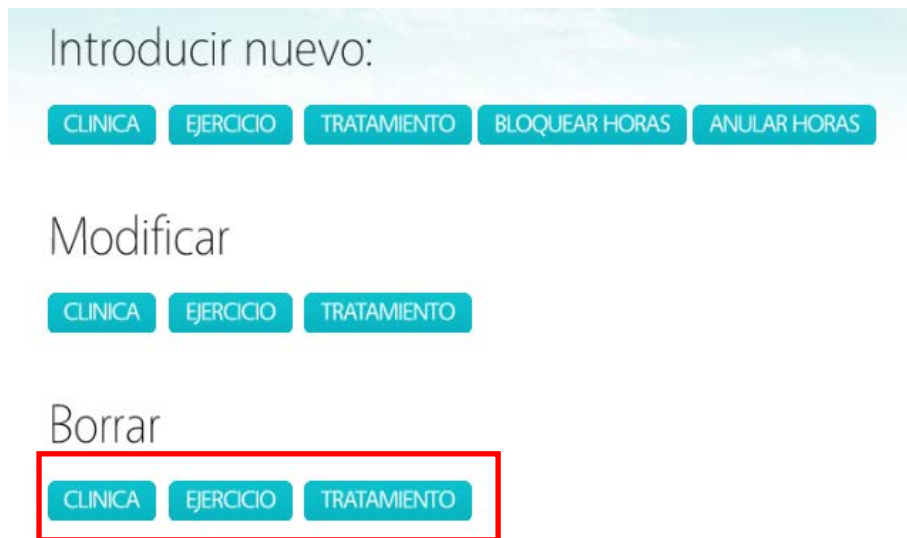 Introducir nuevo:
CLINICA EJERCICIO TRATAMIENTO BLOQUEAR HORAS ANULAR HORAS
Modificar
CLINICA EJERCICIO TRATAMIENTO
Borrar
CLINICA EJERCICIO TRATAMIENTO